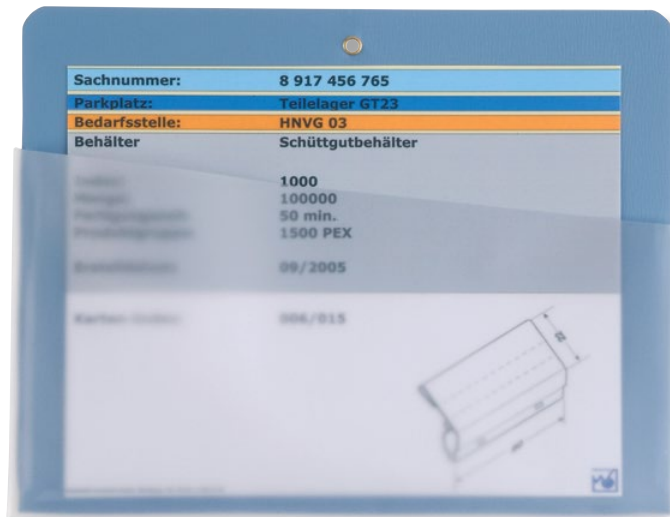 Sachnummer: 8 917 456 765
Parkplatz: Teilelager GT23
Bedarfsstelle: HNVG 03
Behälter Schüttgutbehälter
1000
100000
50 min.
1500 PEX
09/2005
006/015